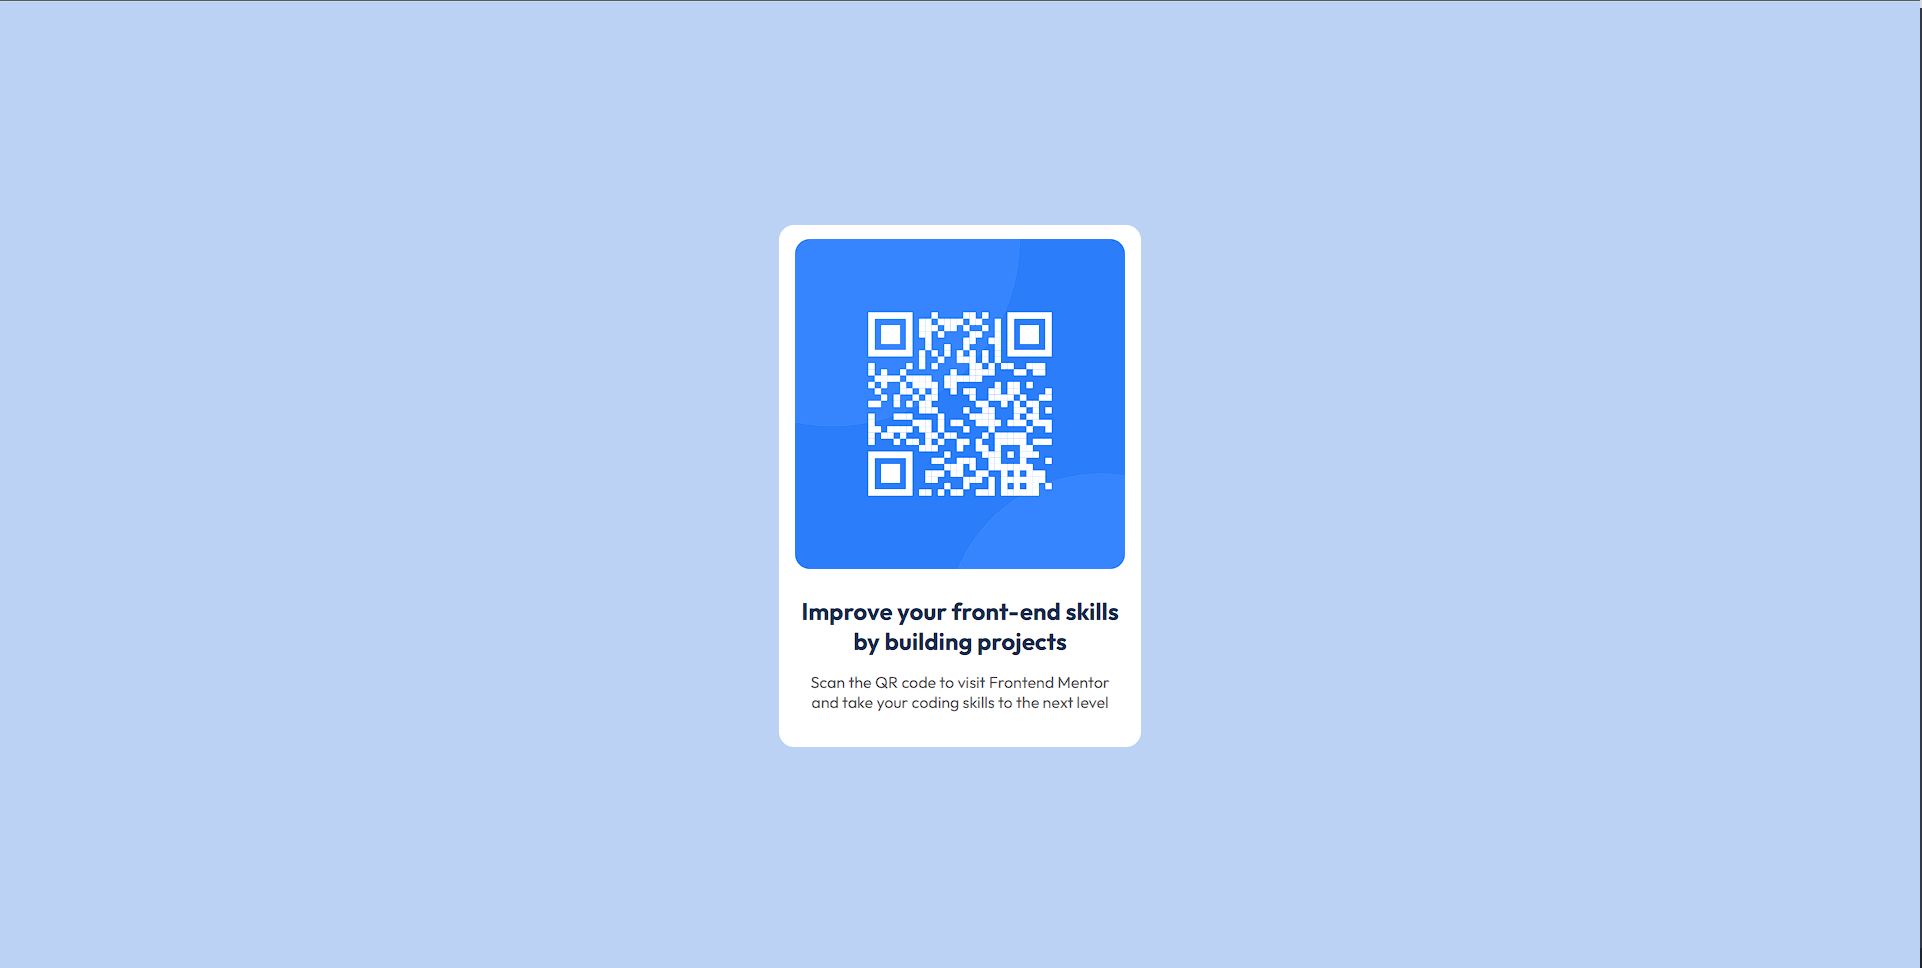 Improve your front-end skills
by building projects
Scan the QR code to visit Frontend Mentor
and take your coding skills to the next level